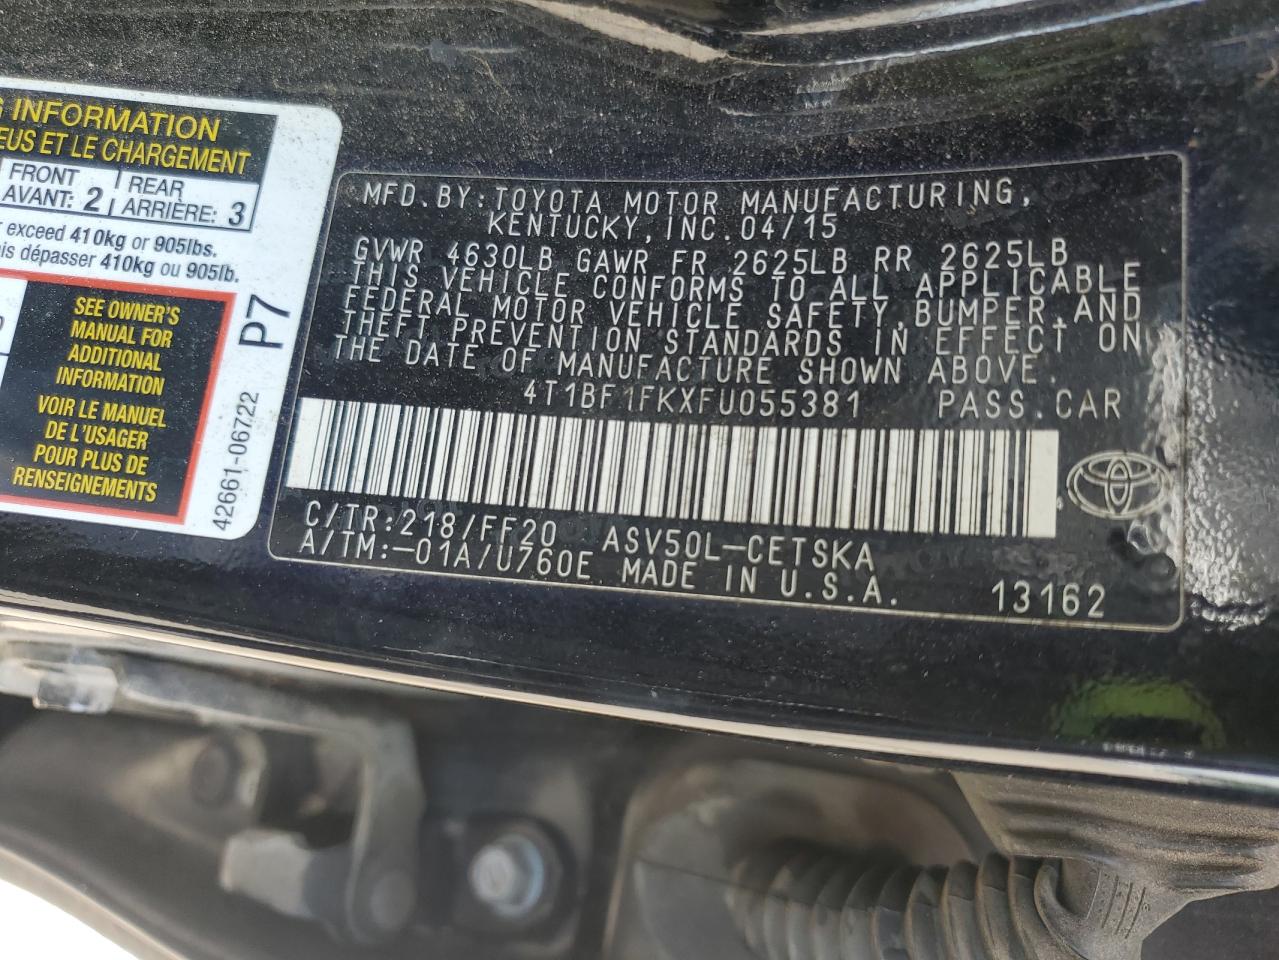 INFORMATION
EUS ET LE CHARGEMENT
FRONT
AVANT: 2
REAR
ARRIÈRE: 3
exceed 410kg or 905lbs.
dépasser 410kg ou 905lb.
SEE OWNER'S
MANUAL FOR
ADDITIONAL
INFORMATION
VOIR LE MANUEL
DE L'USAGER
POUR PLUS DE
RENSEIGNEMENTS
P7
42661-06722
MFD.BY:TOYOTA MOTOR MANUFACTURING,
KENTUCKY,INC.04/15
GVWR 4630LB GAWR FR 2625LB RR 2625LB
THIS VEHICLE CONFORMS TO ALL APPLICABLE
FEDERAL MOTOR VEHICLE SAFETY,BUMPER,AND
THEFT PREVENTION STANDARDS IN EFFECT ON
THE DATE OF MANUFACTURE SHOWN ABOVE.
4T1BF1FKXFU055381 PASS.CAR
C/TR:218/FF20 ASV50L-CETSKA
A/TM:-01A/U760E MADE IN U.S.A. 13162